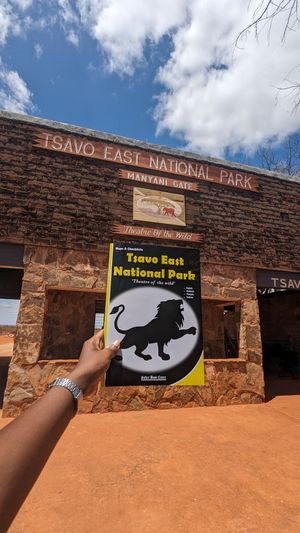 TSAVO EAST NATIONAL PARK
MANYANI GATE
Theatre Of the Wild
Maps & Checklists
Tsavo East
National Park
"Theatre of the wild"
TSAVO